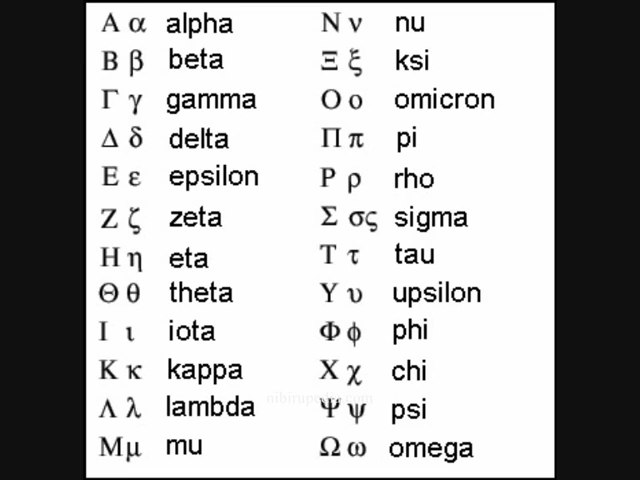 Α α alpha
Β β beta
Γ γ gamma
Δ δ delta
Ε ε epsilon
Ζ ζ zeta
Η η eta
Θ θ theta
Ι ι iota
Κ κ kappa
Λ λ lambda
Μμ mu
Ν ν nu
Ξ ξ ksi
Ο ο omicron
Π π pi
Ρ ρ rho
Σ σς sigma
Τ τ tau
Υ υ upsilon
Φ ϕ phi
Χ χ chi
Ψ ψ psi
Ω ω omega